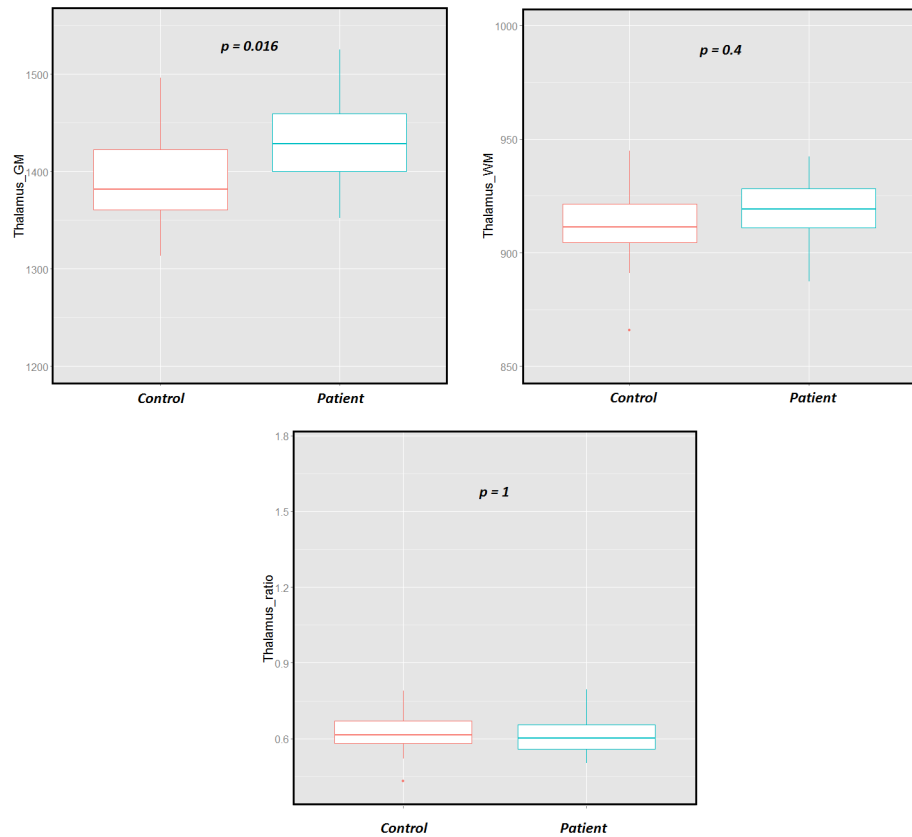 p = 0.016
Thalamus_GM
1500
1400
1300
1200
Control
Patient
p = 0.4
Thalamus_WM
1000
950
900
850
Control
Patient
p = 1
Thalamus_ratio
1.8
1.5
1.2
0.9
0.6
Control
Patient